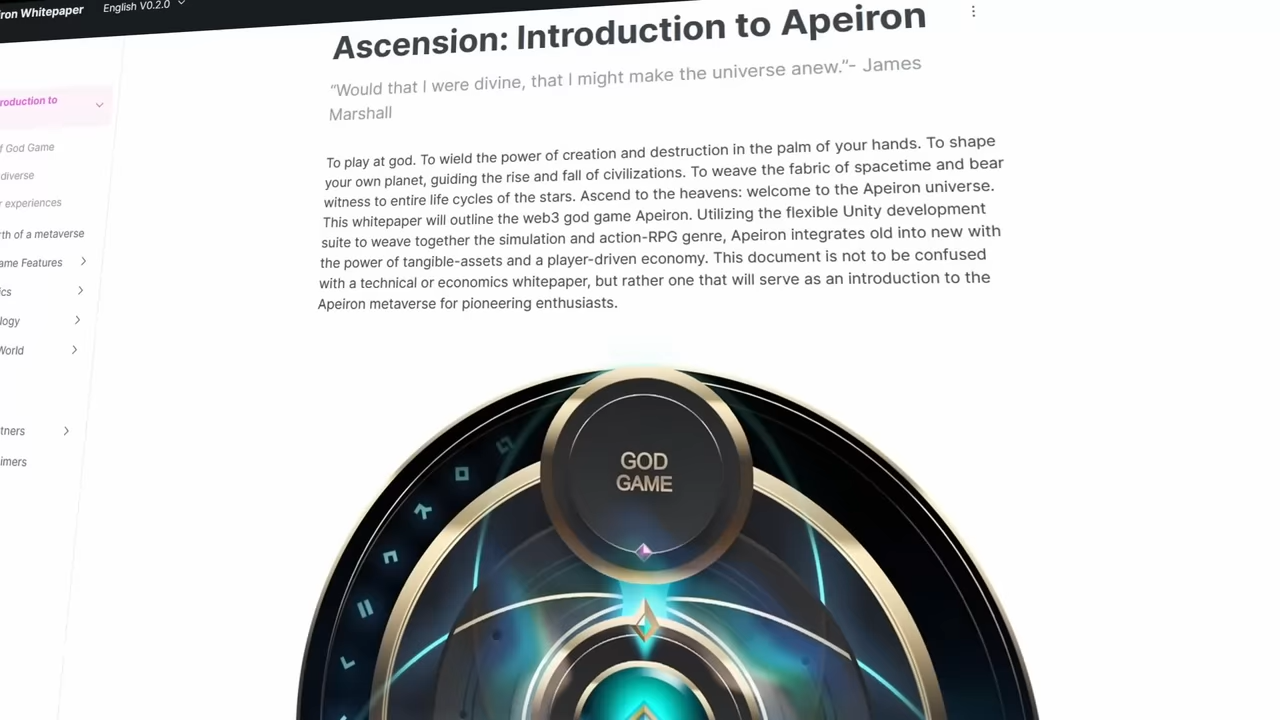 iron Whitepaper
English V0.2.0
roduction to
f God Game
diverse
r experiences
th of a metaverse
ame Features
ics
logy
World
tners
imers
Ascension: Introduction to Apeiron
“Would that I were divine, that I might make the universe anew.”- James
Marshall
To play at god. To wield the power of creation and destruction in the palm of your hands. To shape
your own planet, guiding the rise and fall of civilizations. To weave the fabric of spacetime and bear
witness to entire life cycles of the stars. Ascend to the heavens: welcome to the Apeiron universe.
This whitepaper will outline the web3 god game Apeiron. Utilizing the flexible Unity development
suite to weave together the simulation and action-RPG genre, Apeiron integrates old into new with
the power of tangible-assets and a player-driven economy. This document is not to be confused
with a technical or economics whitepaper, but rather one that will serve as an introduction to the
Apeiron metaverse for pioneering enthusiasts.
GOD
GAME